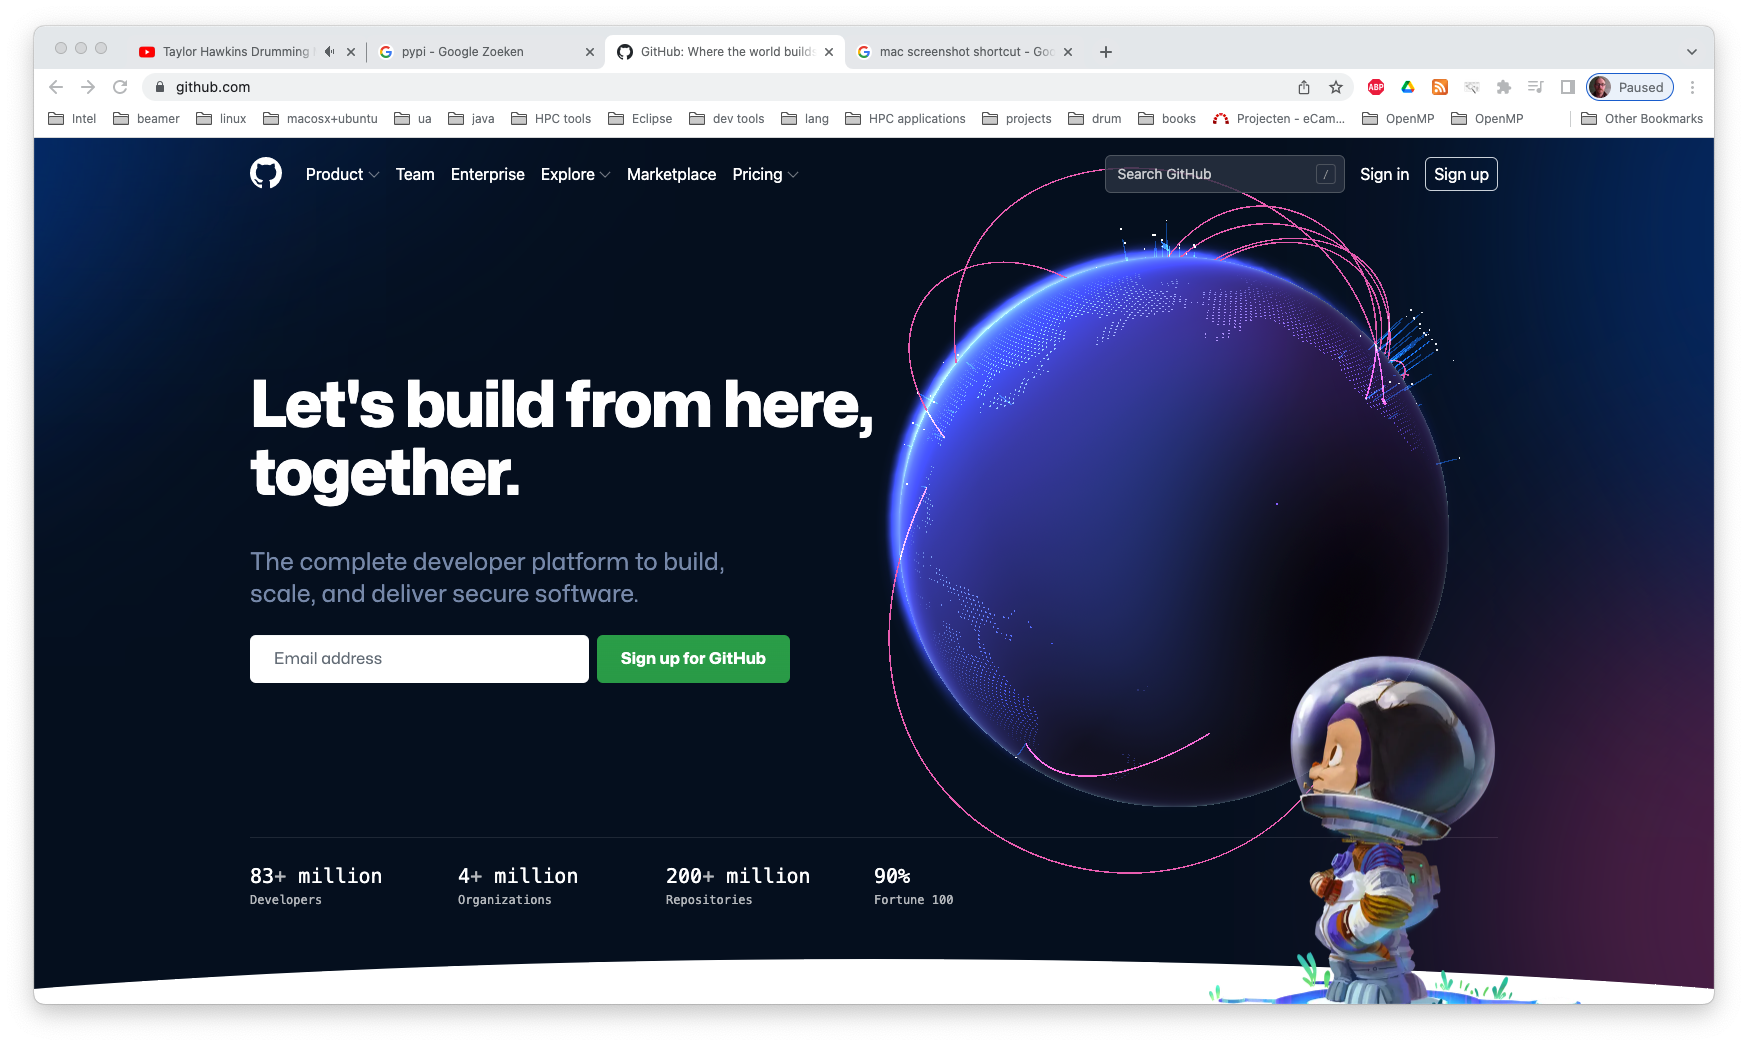 Taylor Hawkins Drumming
pypi - Google Zoeken
GitHub: Where the world builds
mac screenshot shortcut - Goo
github.com
ABP
Paused
Intel
beamer
linux
macosx+ubuntu
ua
java
HPC tools
Eclipse
dev tools
lang
HPC applications
projects
drum
books
Projecten - eCam...
OpenMP
OpenMP
Other Bookmarks
Product
Team
Enterprise
Explore
Marketplace
Pricing
Search GitHub
/
Sign in
Sign up
Let's build from here,
together.
The complete developer platform to build,
scale, and deliver secure software.
Email address
Sign up for GitHub
83+ million
Developers
4+ million
Organizations
200+ million
Repositories
90%
Fortune 100